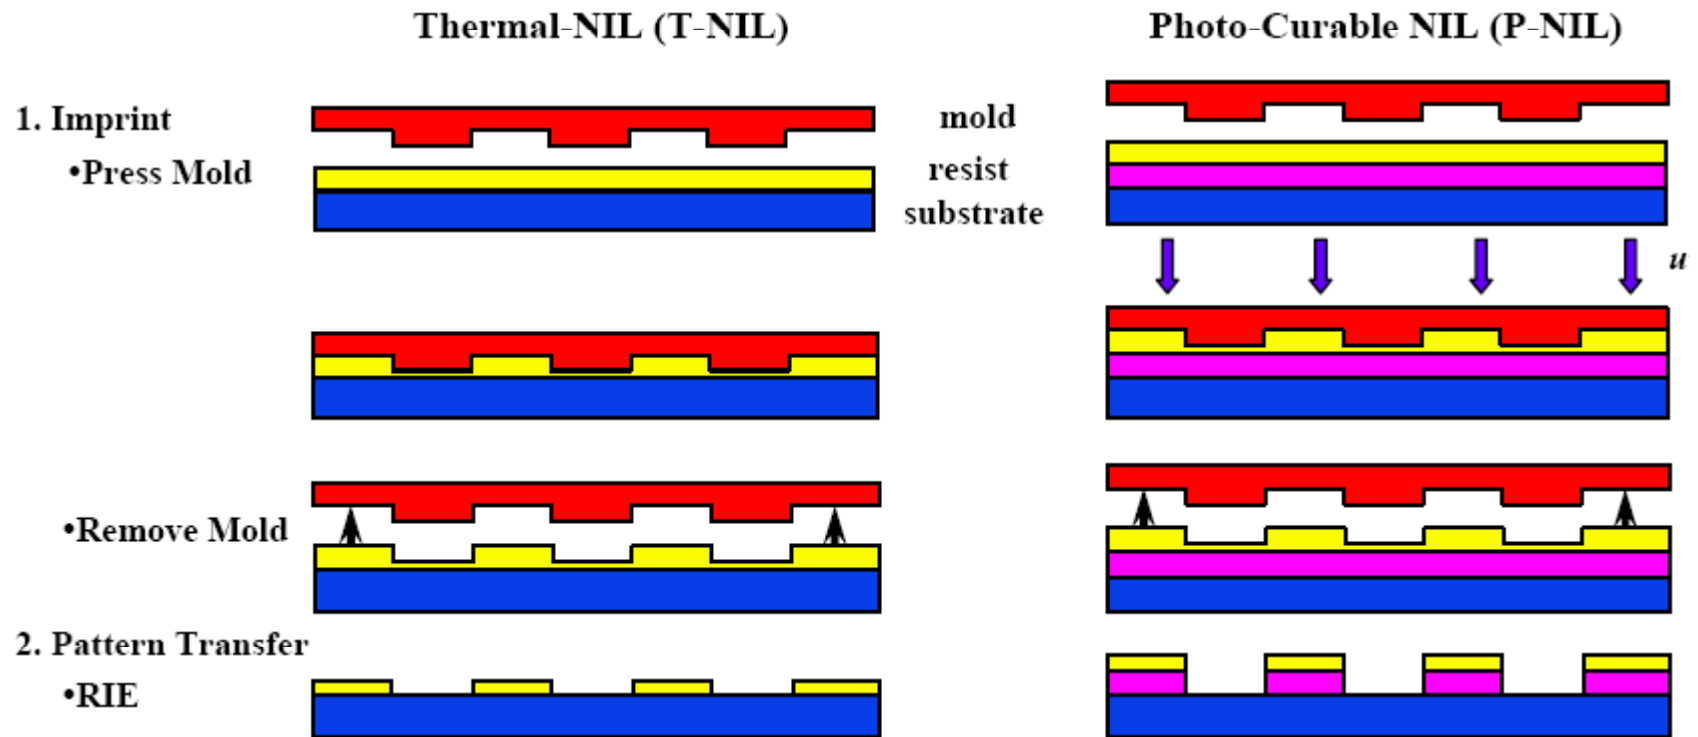 Thermal-NIL (T-NIL)
Photo-Curable NIL (P-NIL)
1. Imprint
•Press Mold
mold
resist
substrate
u
•Remove Mold
2. Pattern Transfer
•RIE